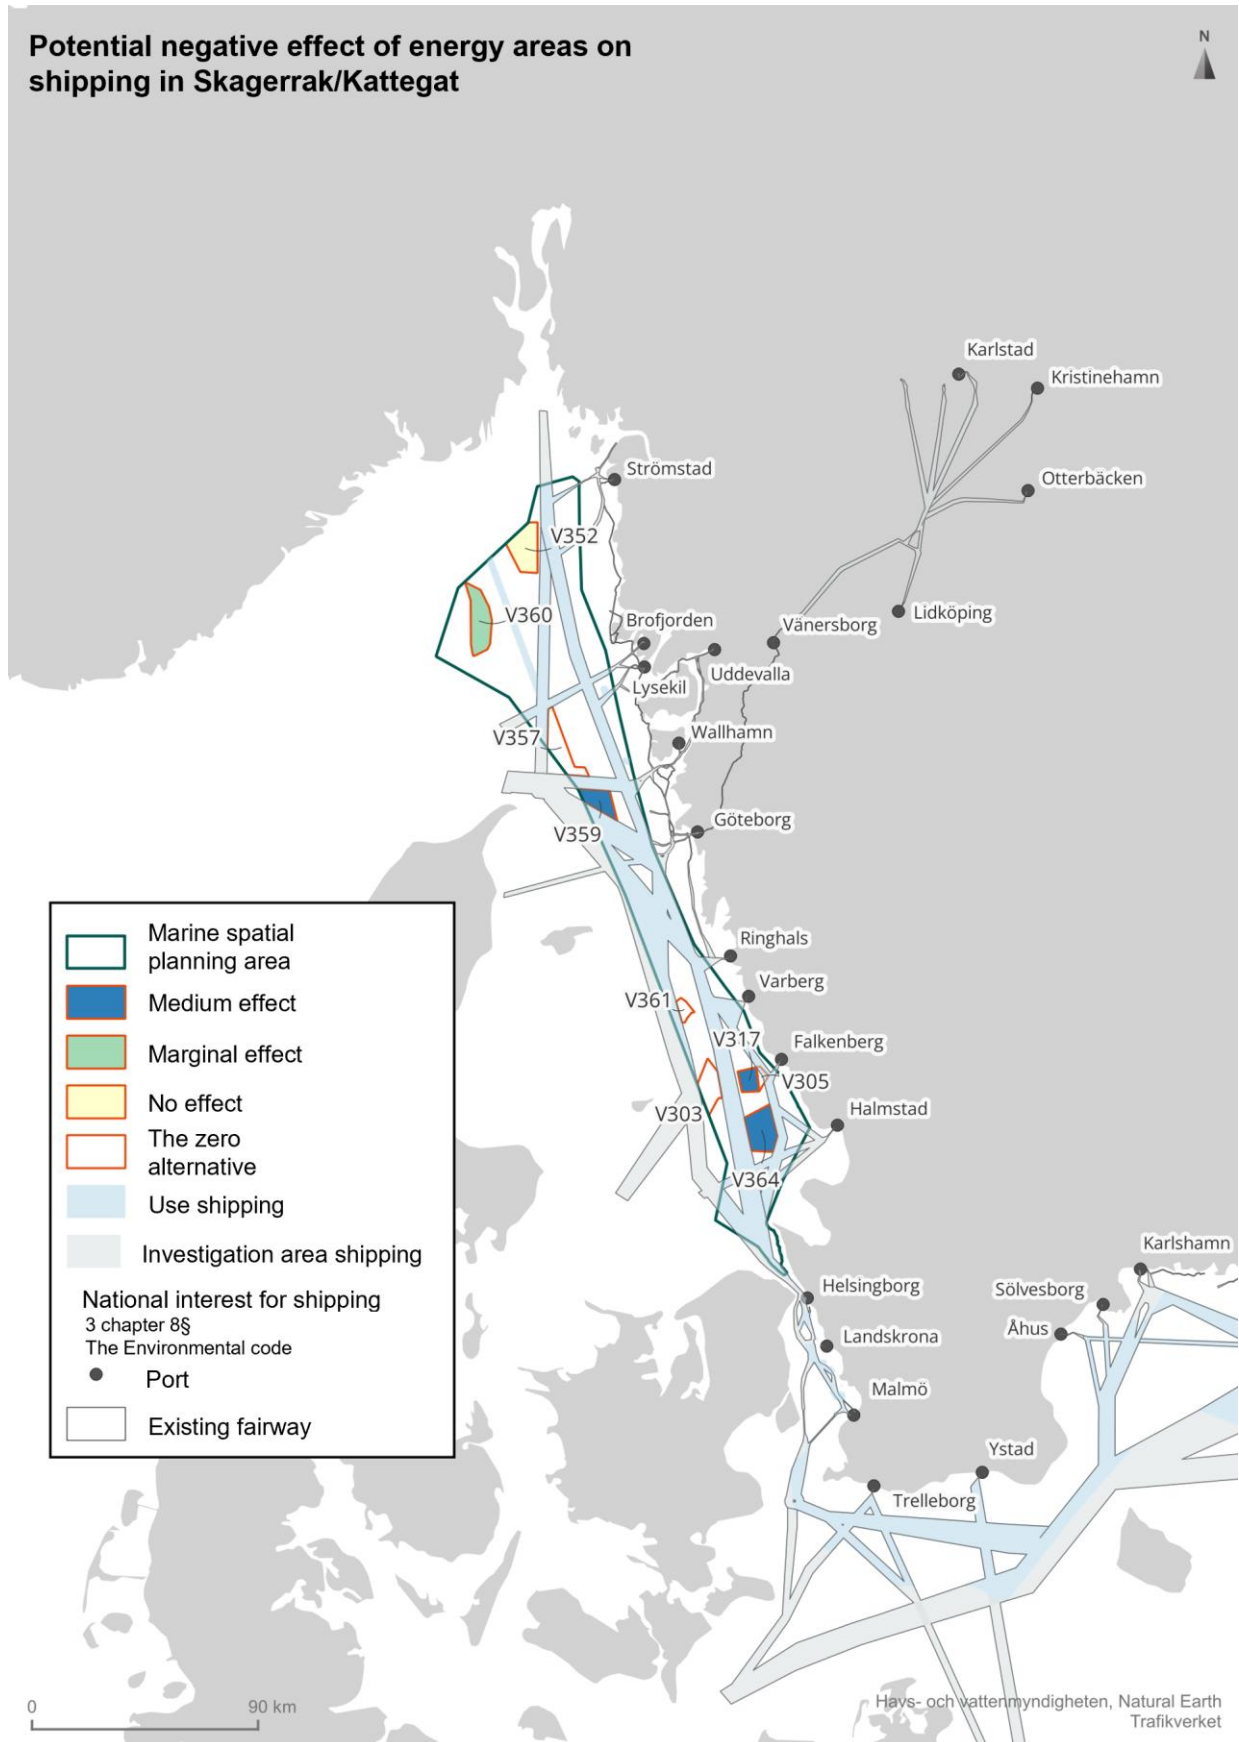 Potential negative effect of energy areas on
shipping in Skagerrak/Kattegat
N
Karlstad
Kristinehamn
Strömstad
Otterbäcken
V352
V360
Brofjorden
Vänersborg
Lidköping
Uddevalla
Lysekil
V357
Wallhamn
Göteborg
V359
Ringhals
Varberg
V361
V317
Falkenberg
V305
V303
Halmstad
V364
Karlshamn
Helsingborg
Sölvesborg
Åhus
Landskrona
Malmö
Ystad
Trelleborg
Marine spatial
planning area
Medium effect
Marginal effect
No effect
The zero
alternative
Use shipping
Investigation area shipping
National interest for shipping
3 chapter 8§
The Environmental code
Port
Existing fairway
0 90 km
Havs- och vattenmyndigheten, Natural Earth
Trafikverket